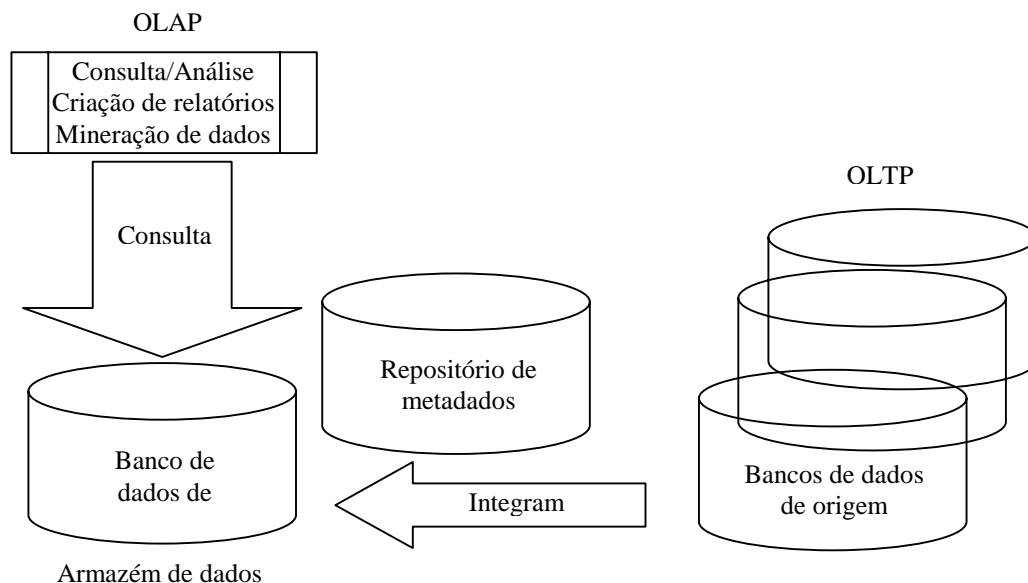 OLAP
Consulta/Análise
Criação de relatórios
Mineração de dados
Consulta
OLTP
Repositório de
metadados
Banco de
dados de
Integram
Bancos de dados
de origem
Armazém de dados